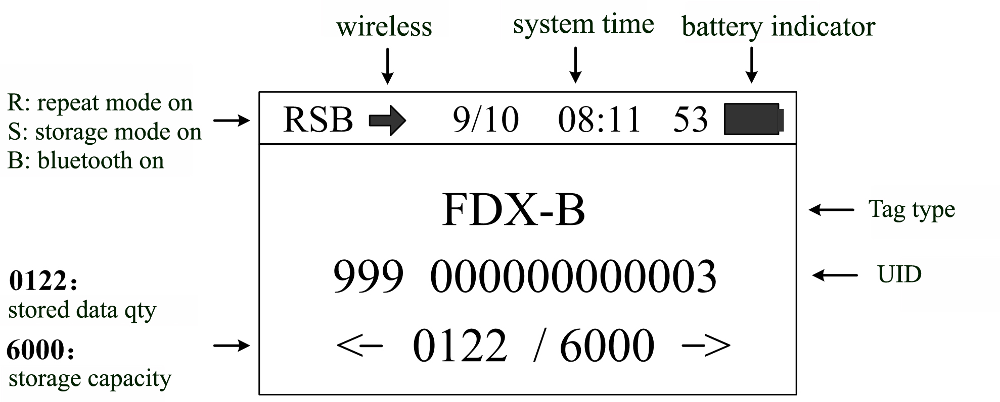 wireless
system time
battery indicator
R: repeat mode on
S: storage mode on
B: bluetooth on
RSB 9/10 08:11 53
FDX-B
Tag type
999 000000000003
UID
0122:
stored data qty
6000:
storage capacity
<– 0122 / 6000 –>